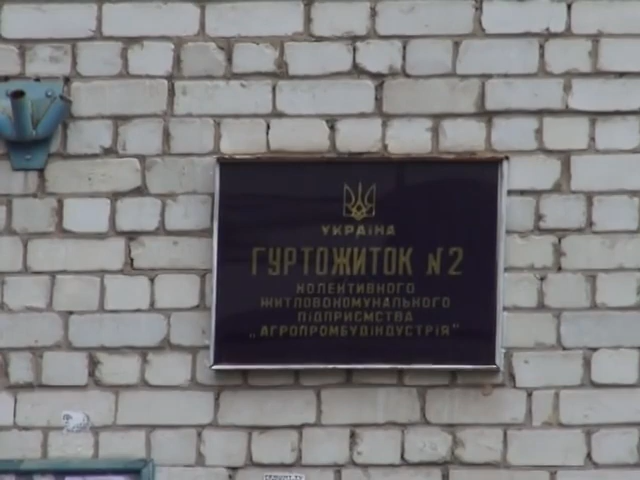 УКРАЇНА
ГУРТОЖИТОК №2
КОЛЕКТИВНОГО
ЖИТЛОВОКОМУНАЛЬНОГО
ПІДПРИЄМСТВА
„АГРОПРОМБУДІНДУСТРІЯ"